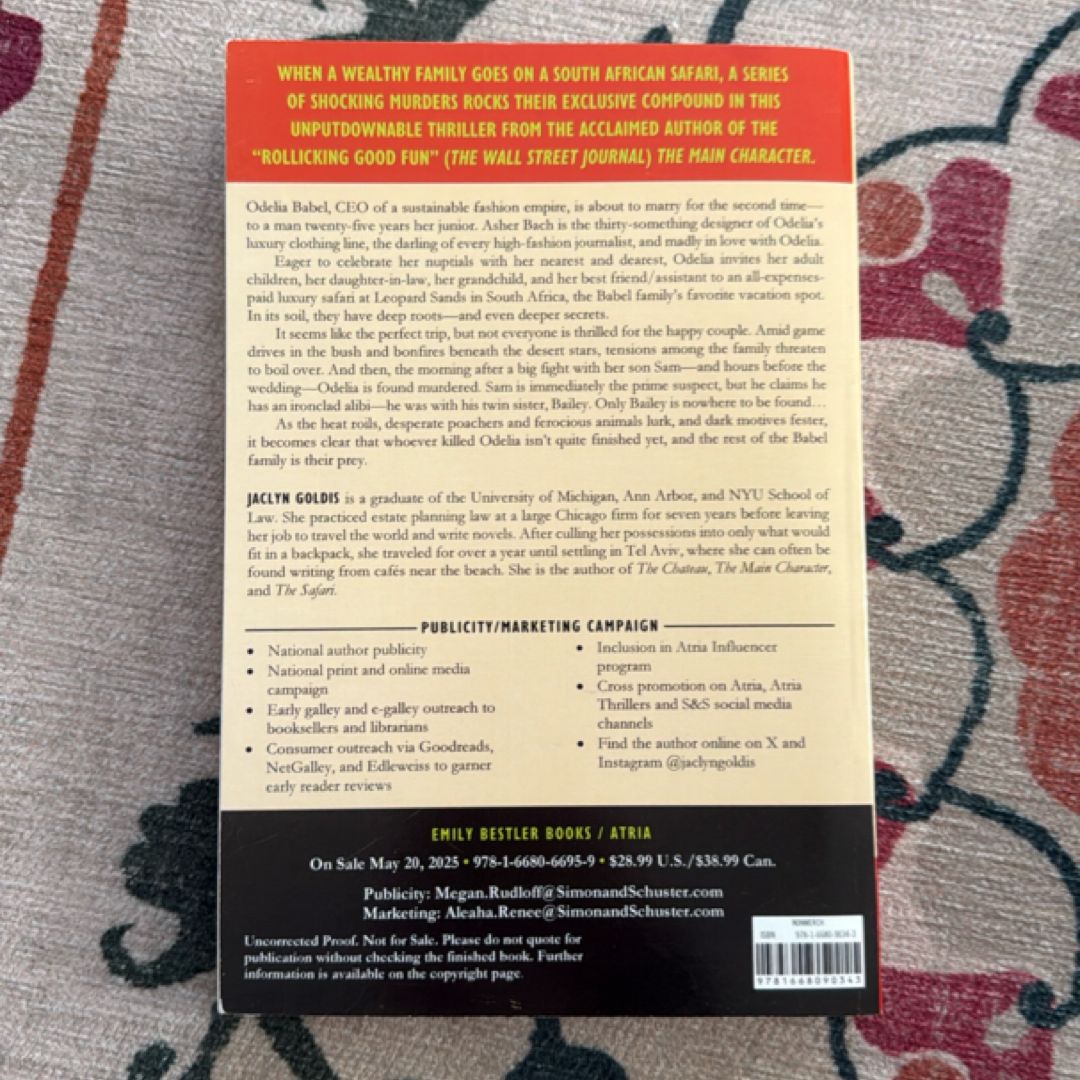 WHEN A WEALTHY FAMILY GOES ON A SOUTH AFRICAN SAFARI, A SERIES
OF SHOCKING MURDERS ROCKS THEIR EXCLUSIVE COMPOUND IN THIS
UNPUTDOWNABLE THRILLER FROM THE ACCLAIMED AUTHOR OF THE
“ROLLICKING GOOD FUN” (THE WALL STREET JOURNAL) THE MAIN CHARACTER.
Odelia Babel, CEO of a sustainable fashion empire, is about to marry for the second time—
to a man twenty-five years her junior. Asher Bach is the thirty-something designer of Odelia’s
luxury clothing line, the darling of every high-fashion journalist, and madly in love with Odelia.
Eager to celebrate her nuptials with her nearest and dearest, Odelia invites her adult
children, her daughter-in-law, her grandchild, and her best friend/assistant to an all-expenses-
paid luxury safari at Leopard Sands in South Africa, the Babel family’s favorite vacation spot.
In its soil, they have deep roots—and even deeper secrets.
It seems like the perfect trip, but not everyone is thrilled for the happy couple. Amid game
drives in the bush and bonfires beneath the desert stars, tensions among the family threaten
to boil over. And then, the morning after a big fight with her son Sam—and hours before the
wedding—Odelia is found murdered. Sam is immediately the prime suspect, but he claims he
has an ironclad alibi—he was with his twin sister, Bailey. Only Bailey is nowhere to be found…
As the heat roils, desperate poachers and ferocious animals lurk, and dark motives fester,
it becomes clear that whoever killed Odelia isn’t quite finished yet, and the rest of the Babel
family is their prey.
JACLYN GOLDIS is a graduate of the University of Michigan, Ann Arbor, and NYU School of
Law. She practiced estate planning law at a large Chicago firm for seven years before leaving
her job to travel the world and write novels. After culling her possessions into only what would
fit in a backpack, she traveled for over a year until settling in Tel Aviv, where she can often be
found writing from cafés near the beach. She is the author of The Chateau, The Main Character,
and The Safari.
PUBLICITY/MARKETING CAMPAIGN
• National author publicity
• National print and online media
campaign
• Early galley and e-galley outreach to
booksellers and librarians
• Consumer outreach via Goodreads,
NetGalley, and Edleweiss to garner
early reader reviews
• Inclusion in Atria Influencer
program
• Cross promotion on Atria, Atria
Thrillers and S&S social media
channels
• Find the author online on X and
Instagram @jaclyngoldis
EMILY BESTLER BOOKS / ATRIA
On Sale May 20, 2025 • 978-1-6680-6695-9 • $28.99 U.S./$38.99 Can.
Publicity: Megan.Rudloff@SimonandSchuster.com
Marketing: Aleaha.Renee@SimonandSchuster.com
Uncorrected Proof. Not for Sale. Please do not quote for
publication without checking the finished book. Further
information is available on the copyright page.
ISBN 978-1-6680-9034-3
9781668090343